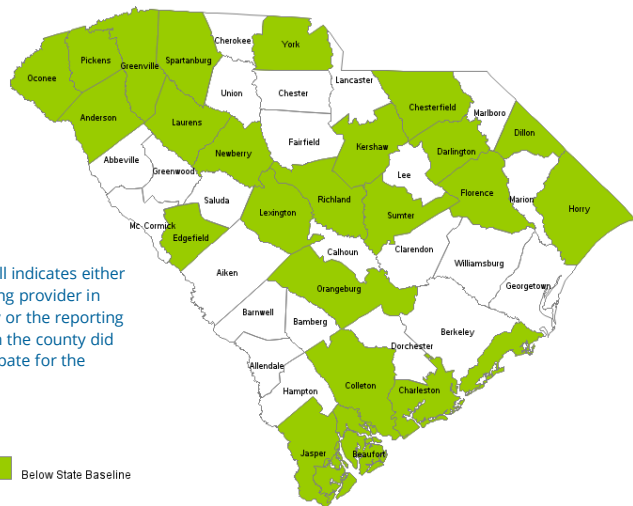 Cherokee
York
Spartanburg
Greenville
Pickens
Oconee
Lancaster
Union
Chester
Chesterfield
Marlboro
Anderson
Laurens
Dillon
Fairfield
Kershaw
Darlington
Newberry
Abbeville
Greenwood
Lee
Florence
Marion
Saluda
Richland
Horry
Lexington
Sumter
Mc Cormick
Edgefield
Calhoun
Clarendon
Williamsburg
Aiken
Georgetown
Orangeburg
Barnwell
Bamberg
Berkeley
Dorchester
Allendale
Colleton
Charleston
Hampton
Jasper
Beaufort
ll indicates either
ng provider in
or the reporting
n the county did
pate for the
Below State Baseline